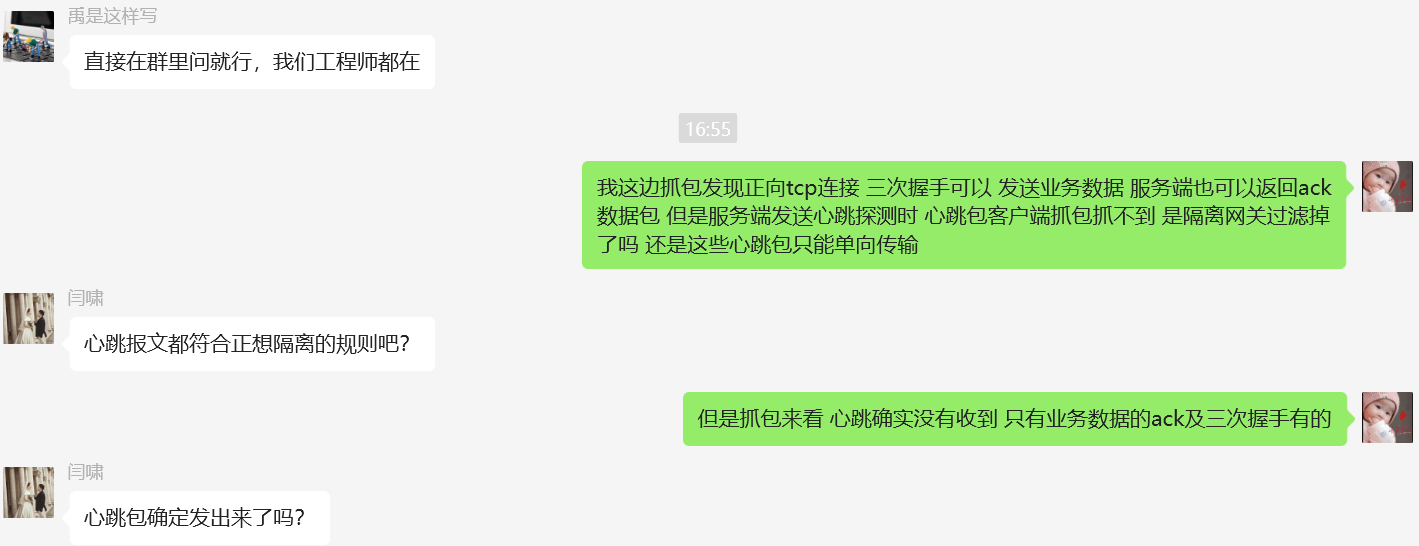 禹是这样写
直接在群里问就行，我们工程师都在
16:55
我这边抓包发现正向tcp连接 三次握手可以 发送业务数据 服务端也可以返回ack
数据包 但是服务端发送心跳探测时 心跳包客户端抓包抓不到 是隔离网关过滤掉
了吗 还是这些心跳包只能单向传输
闫啸
心跳报文都符合正想隔离的规则吧？
但是抓包来看 心跳确实没有收到 只有业务数据的ack及三次握手有的
闫啸
心跳包确定发出来了吗？